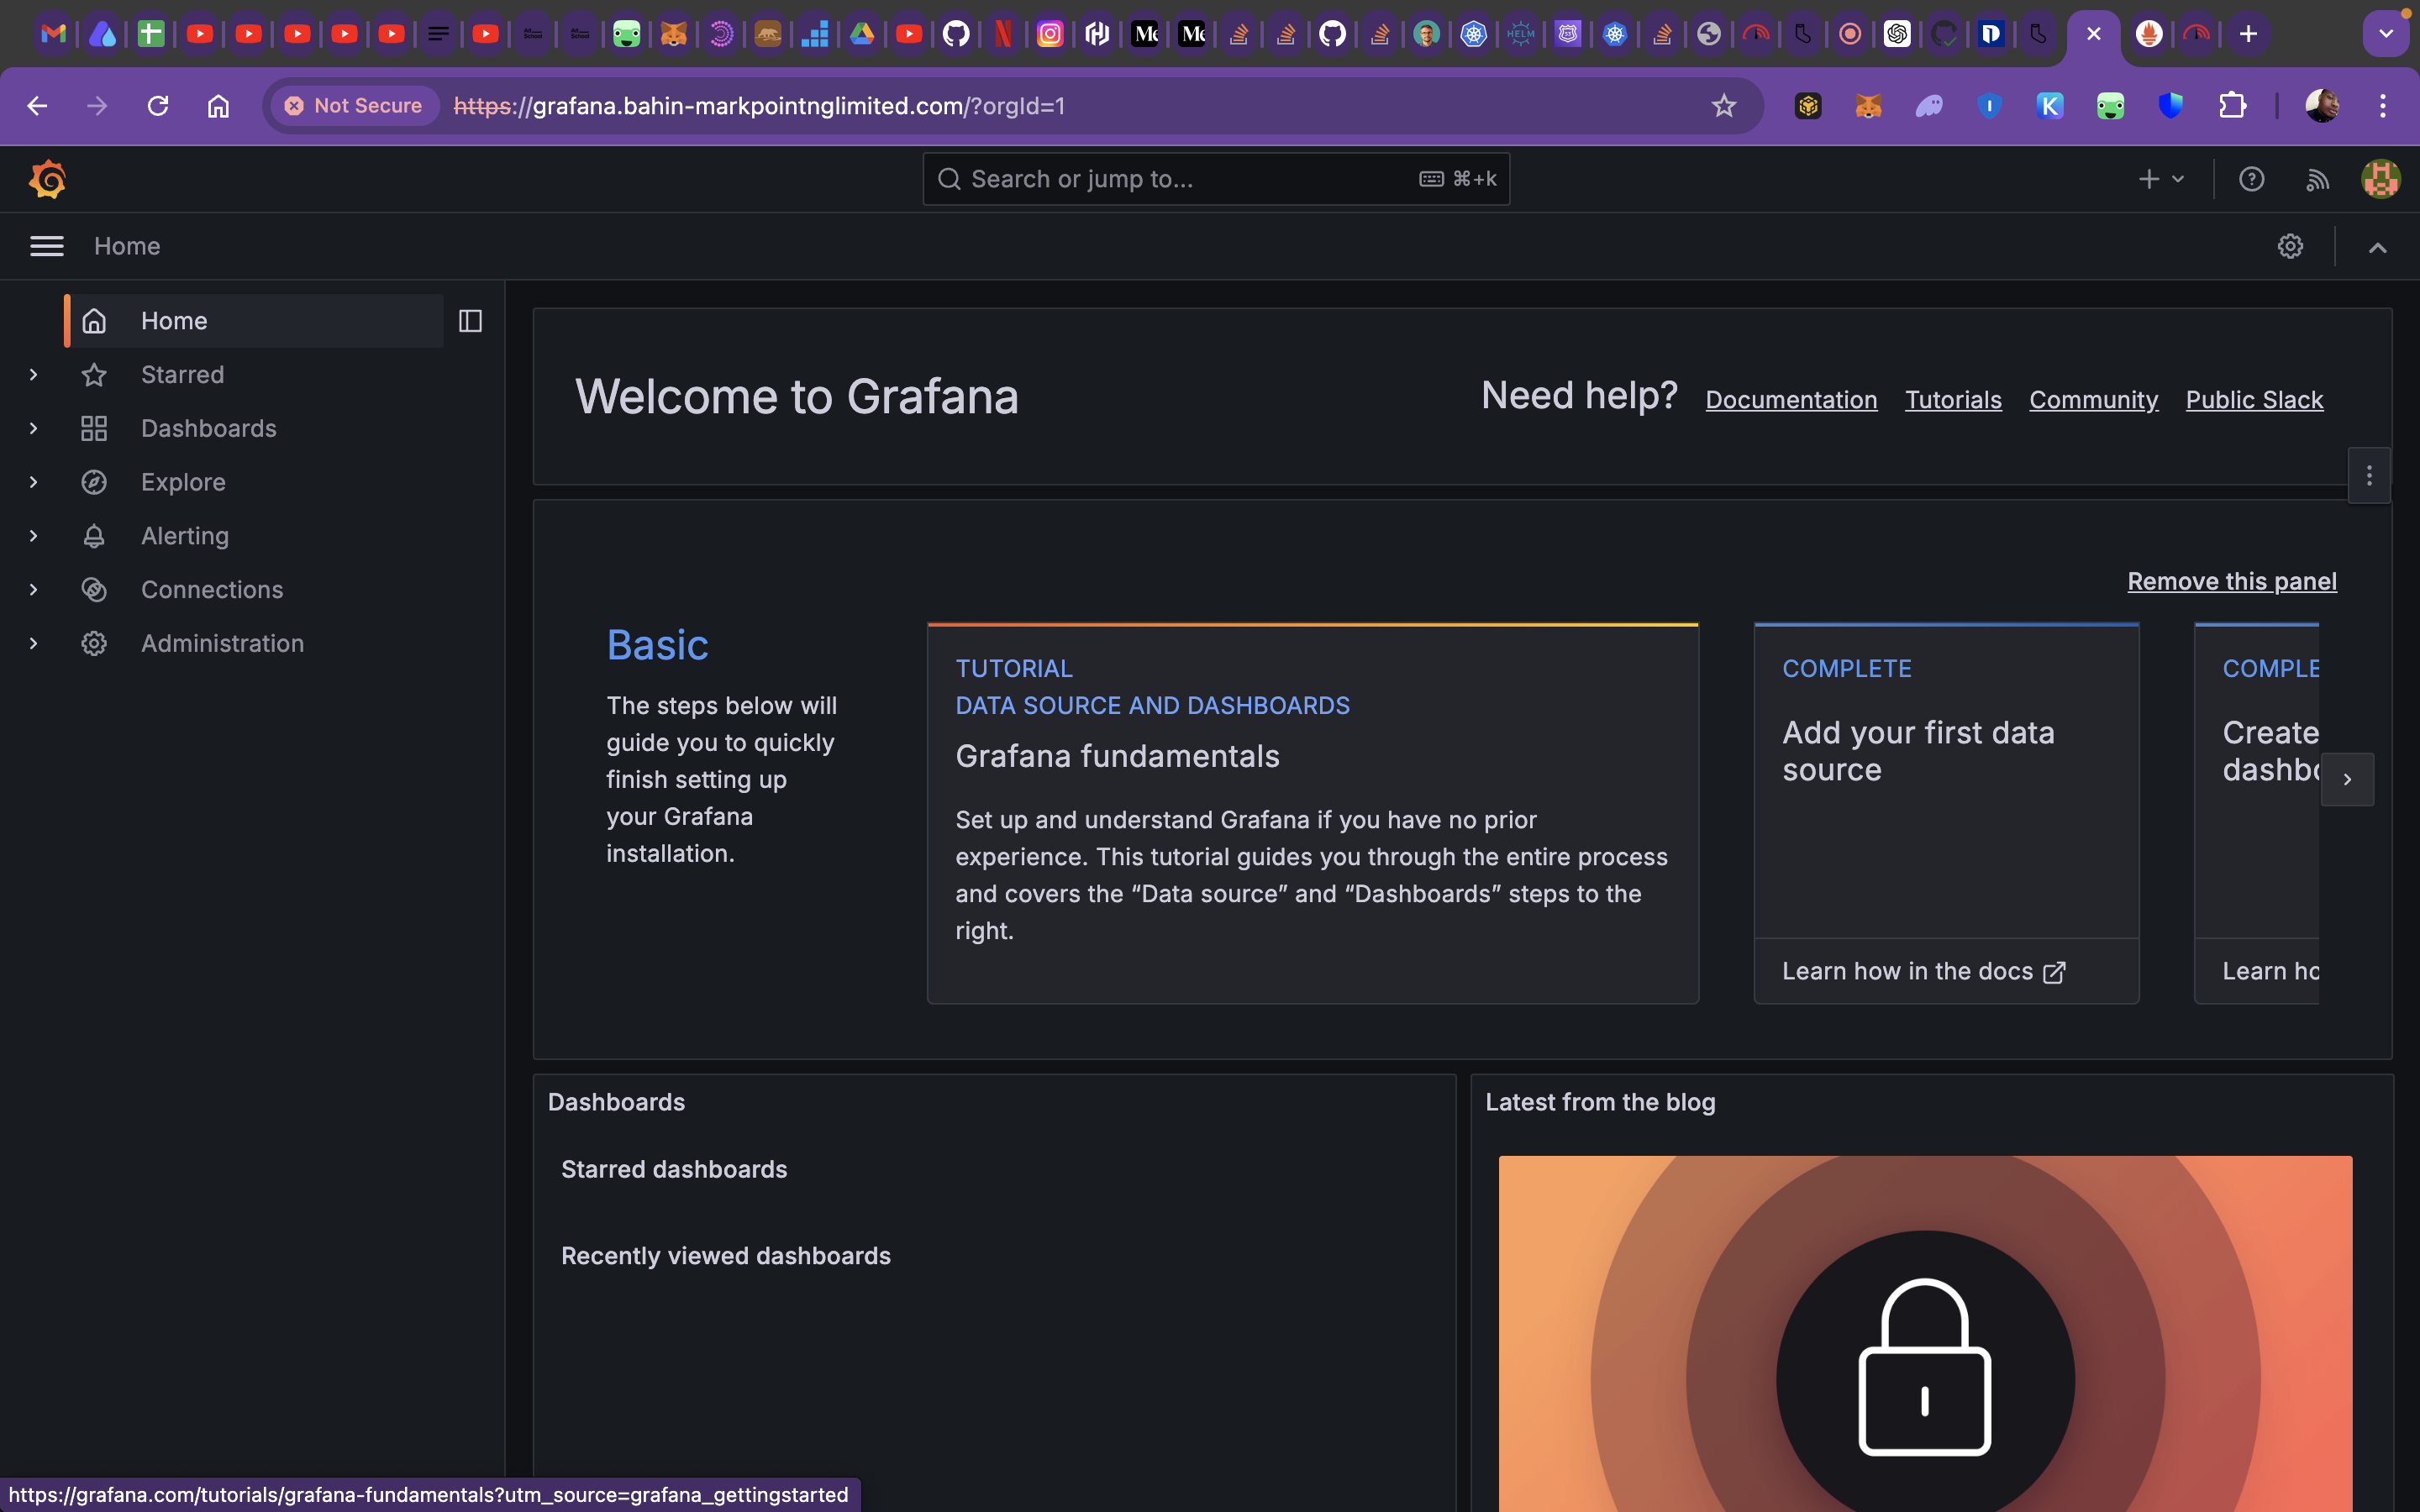 Not Secure
https://grafana.bahin-markpointnglimited.com/?orgId=1
Search or jump to...
⌘+k
Home
Home
Starred
Dashboards
Explore
Alerting
Connections
Administration
Welcome to Grafana
Need help?
Documentation
Tutorials
Community
Public Slack
Remove this panel
Basic
The steps below will
guide you to quickly
finish setting up
your Grafana
installation.
TUTORIAL
DATA SOURCE AND DASHBOARDS
Grafana fundamentals
Set up and understand Grafana if you have no prior
experience. This tutorial guides you through the entire process
and covers the “Data source” and “Dashboards” steps to the
right.
COMPLETE
Add your first data
source
Learn how in the docs
COMPLE
Create
dashbo
Learn ho
Dashboards
Starred dashboards
Recently viewed dashboards
Latest from the blog
https://grafana.com/tutorials/grafana-fundamentals?utm_source=grafana_gettingstarted